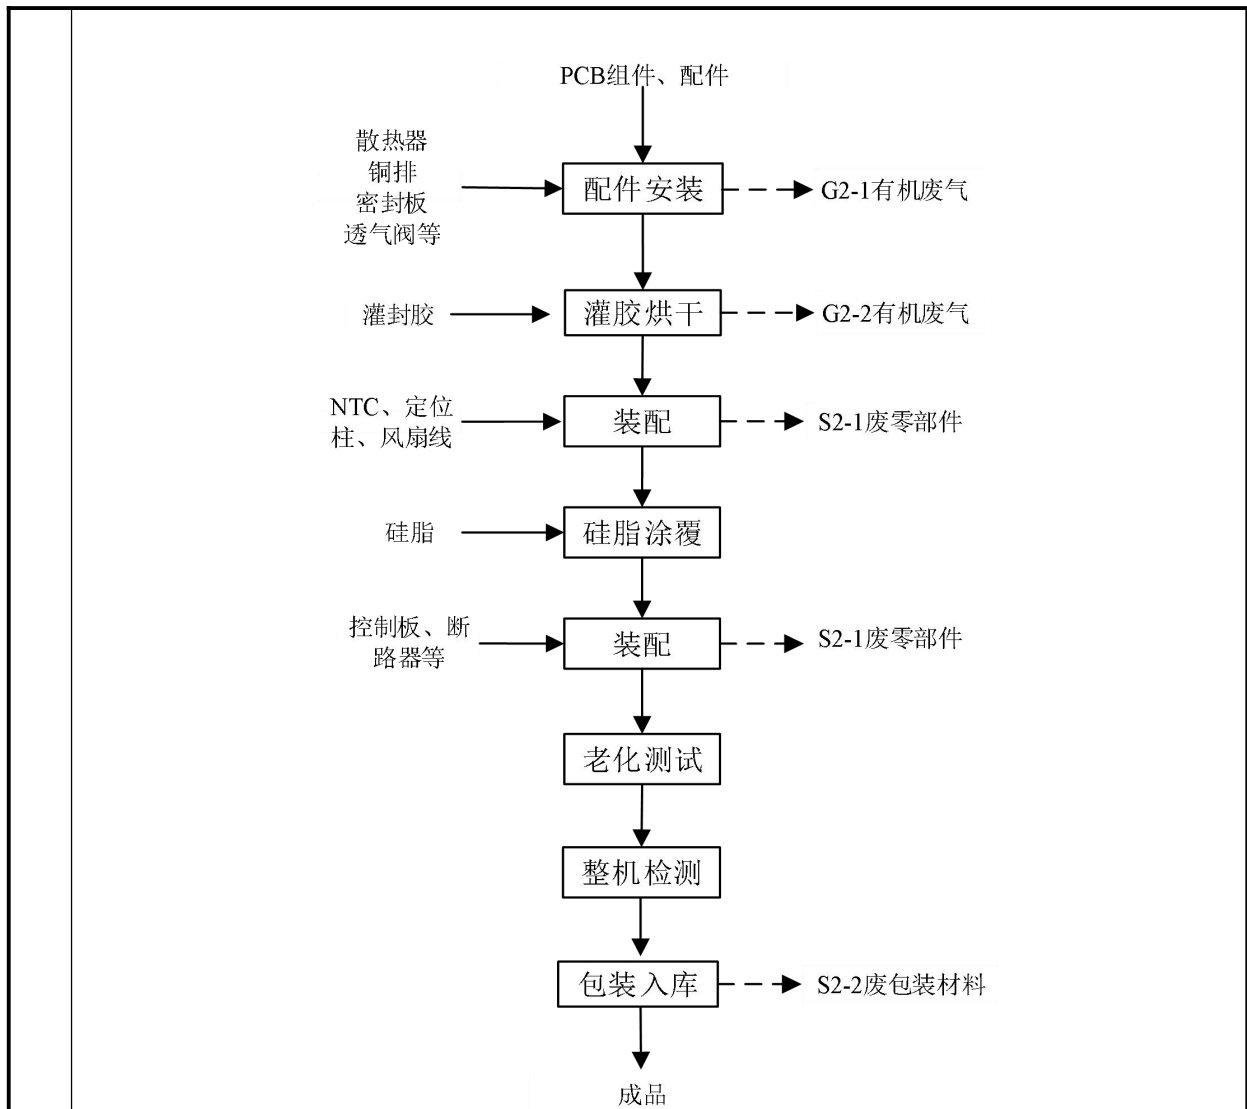 PCB组件、配件
散热器
铜排
密封板
透气阀等
配件安装
G2-1有机废气
灌封胶
灌胶烘干
G2-2有机废气
NTC、定位
柱、风扇线
装配
S2-1废零部件
硅脂
硅脂涂覆
控制板、断
路器等
装配
S2-1废零部件
老化测试
整机检测
包装入库
S2-2废包装材料
成品